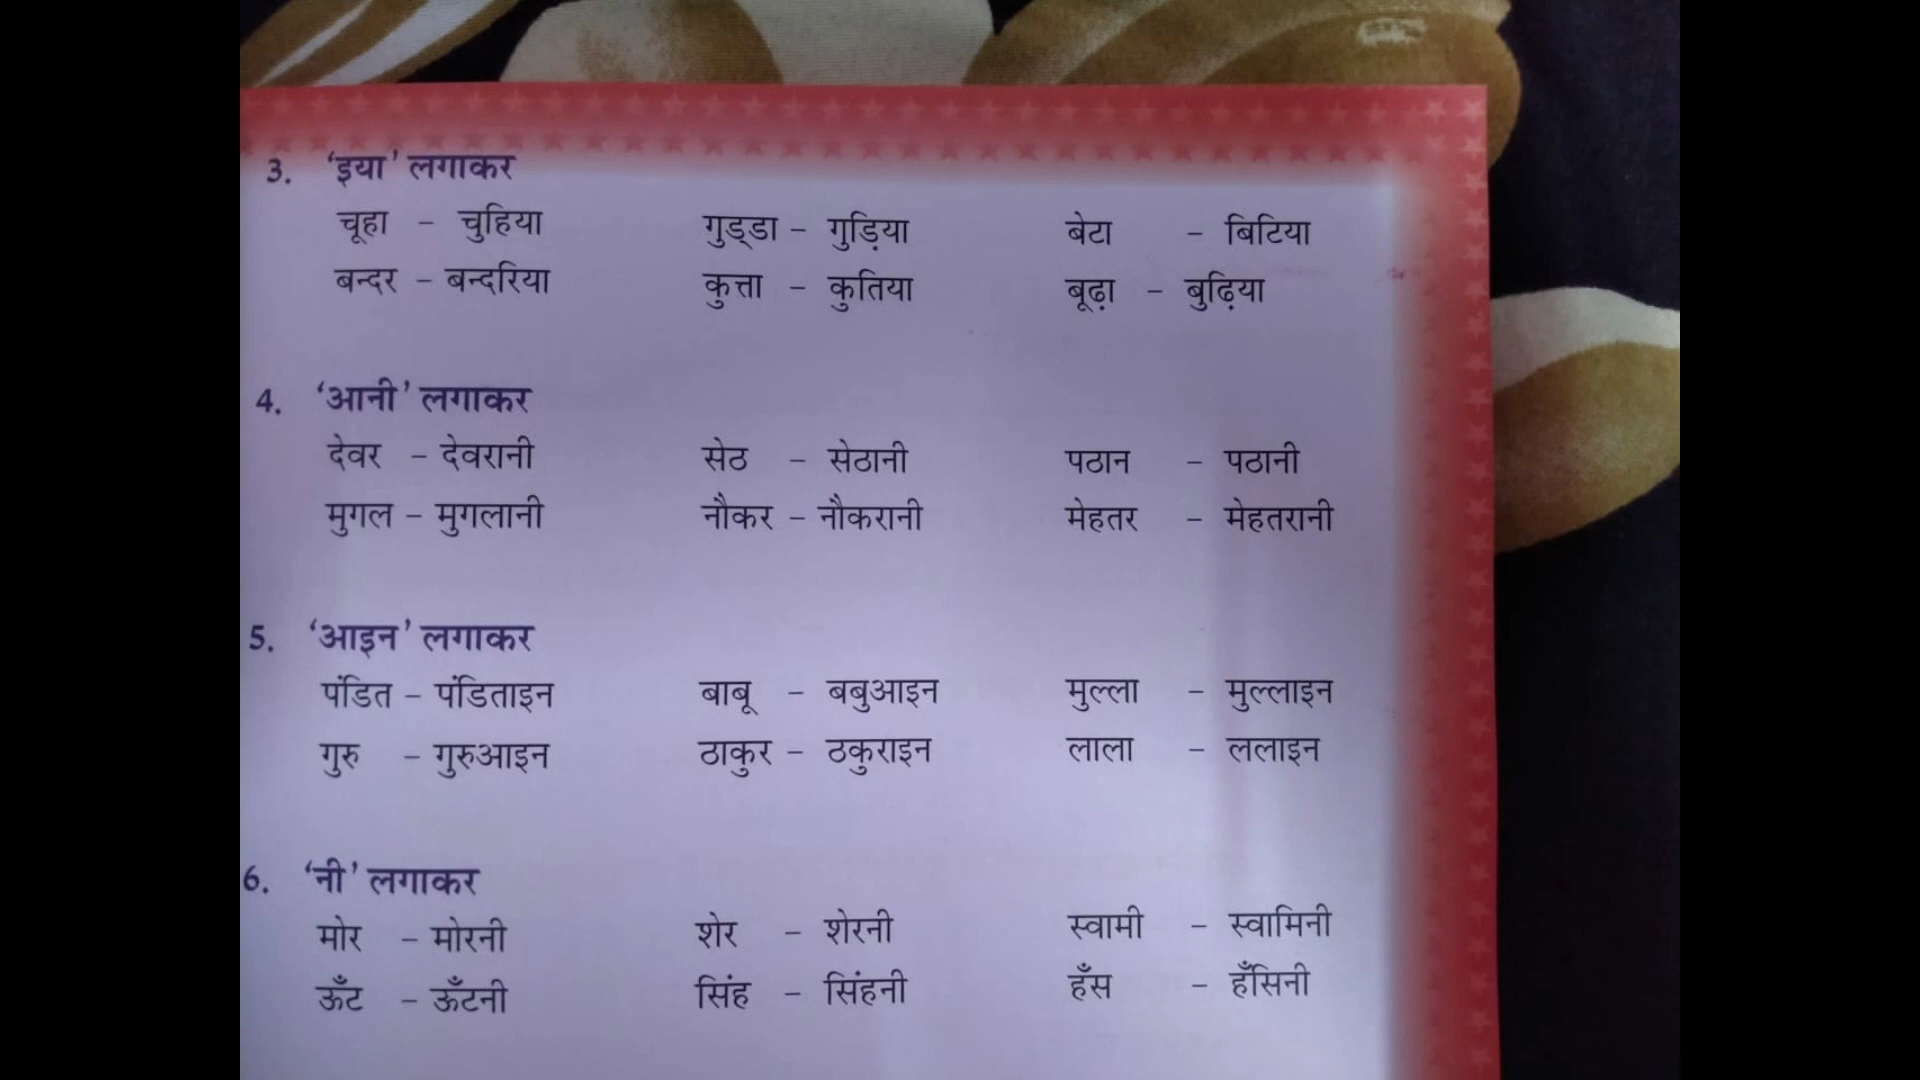 3. ‘इया’ लगाकर
चूहा – चुहिया गुड्डा – गुड़िया बेटा – बिटिया
बन्दर – बन्दरिया कुत्ता – कुतिया बूढ़ा – बुढ़िया
4. ‘आनी’ लगाकर
देवर – देवरानी सेठ – सेठानी पठान – पठानी
मुगल – मुगलानी नौकर – नौकरानी मेहतर – मेहतरानी
5. ‘आइन’ लगाकर
पंडित – पंडिताइन बाबू – बबुआइन मुल्ला – मुल्लाइन
गुरु – गुरुआइन ठाकुर – ठकुराइन लाला – ललाइन
6. ‘नी’ लगाकर
मोर – मोरनी शेर – शेरनी स्वामी – स्वामिनी
ऊँट – ऊँटनी सिंह – सिंहनी हँस – हँसिनी